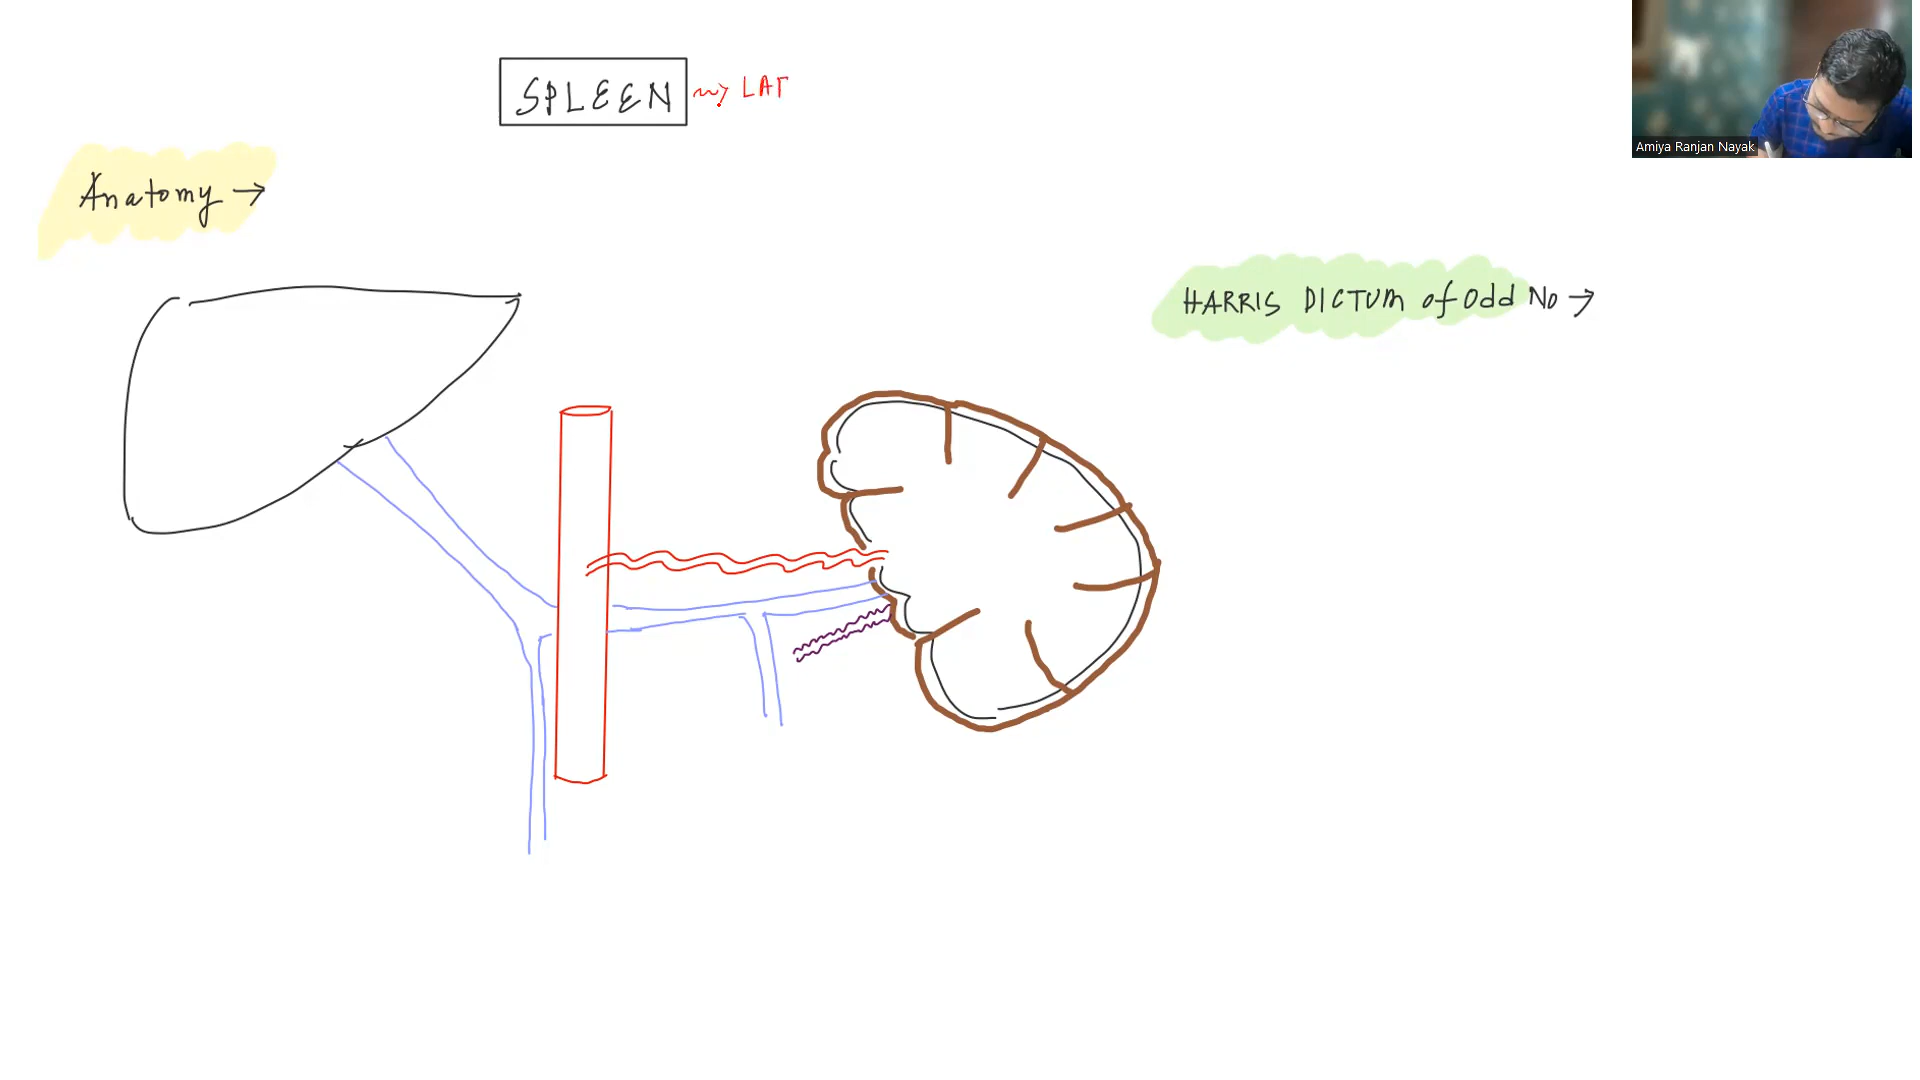 SPLEEN ~> LAT
Amiya Ranjan Nayak
Anatomy →
HARRIS DICTUM of Odd No →